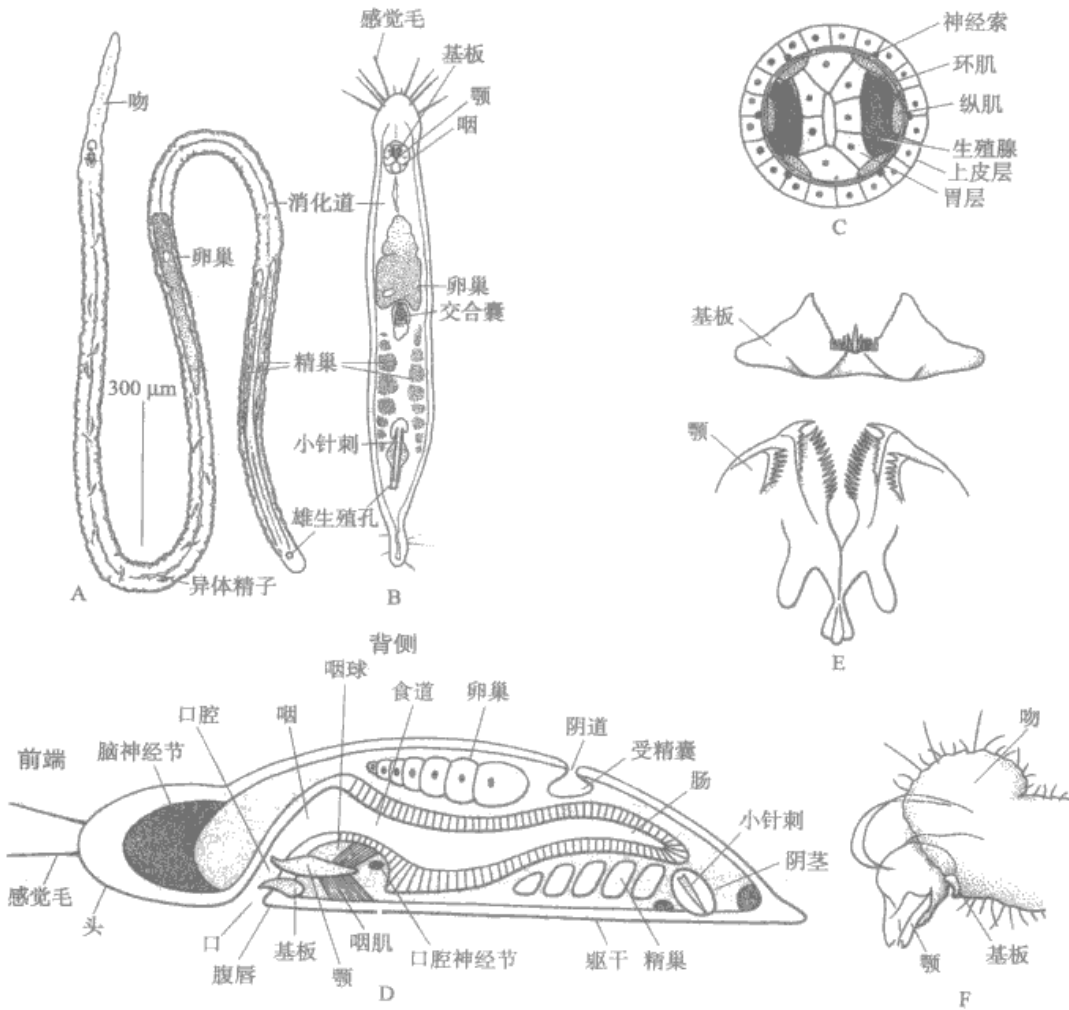 感觉毛
基板
吻
颚
咽
消化道
卵巢
卵巢
交合囊
精巢
300 μm
小针刺
雄生殖孔
异体精子
A
B
神经索
环肌
纵肌
生殖腺
上皮层
胃层
C
基板
颚
E
背侧
咽球
食道
卵巢
口腔
咽
阴道
受精囊
前端
脑神经节
肠
小针刺
阴茎
感觉毛
头
口
腹唇
基板
颚
咽肌
口腔神经节
躯干
精巢
D
吻
颚
基板
F